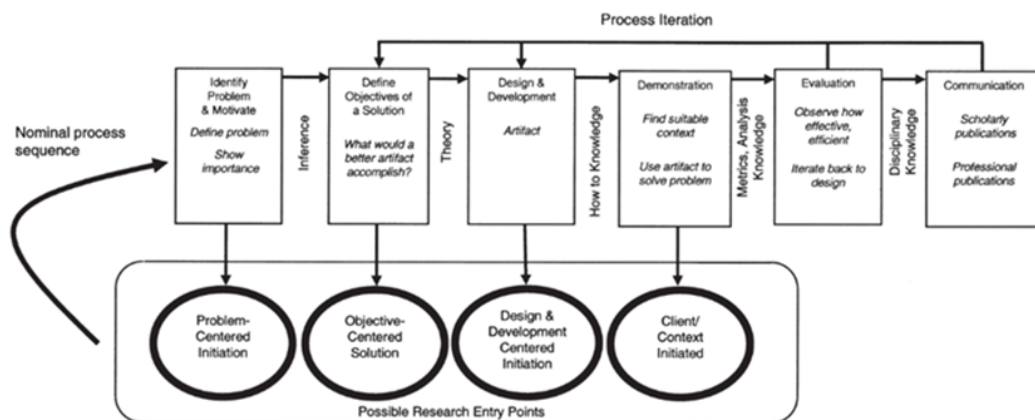 Process Iteration
Nominal process
sequence
Identify
Problem
& Motivate
Define problem
Show
importance
Inference
Define
Objectives of
a Solution
What would a
better artifact
accomplish?
Theory
Design &
Development
Artifact
How to Knowledge
Demonstration
Find suitable
context
Use artifact to
solve problem
Metrics, Analysis
Knowledge
Evaluation
Observe how
effective,
efficient
Iterate back to
design
Disciplinary
Knowledge
Communication
Scholarly
publications
Professional
publications
Problem-
Centered
Initiation
Objective-
Centered
Solution
Design &
Development
Centered
Initiation
Client/
Context
Initiated
Possible Research Entry Points